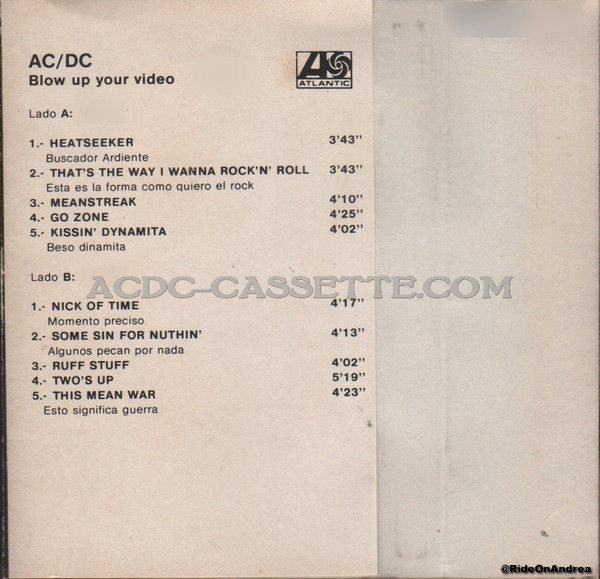 AC/DC
Blow up your video
ATLANTIC
Lado A:
1.- HEATSEEKER 3'43"
Buscador Ardiente
2.- THAT'S THE WAY I WANNA ROCK'N' ROLL 3'43"
Esta es la forma como quiero el rock
3.- MEANSTREAK 4'10"
4.- GO ZONE 4'25"
5.- KISSIN' DYNAMITA 4'02"
Beso dinamita
Lado B:
ACDC-CASSETTE.COM
1.- NICK OF TIME 4'17"
Momento preciso
2.- SOME SIN FOR NUTHIN' 4'13"
Algunos pecan por nada
3.- RUFF STUFF 4'02"
4.- TWO'S UP 5'19"
5.- THIS MEAN WAR 4'23"
Esto significa guerra
@RideOnAndrea